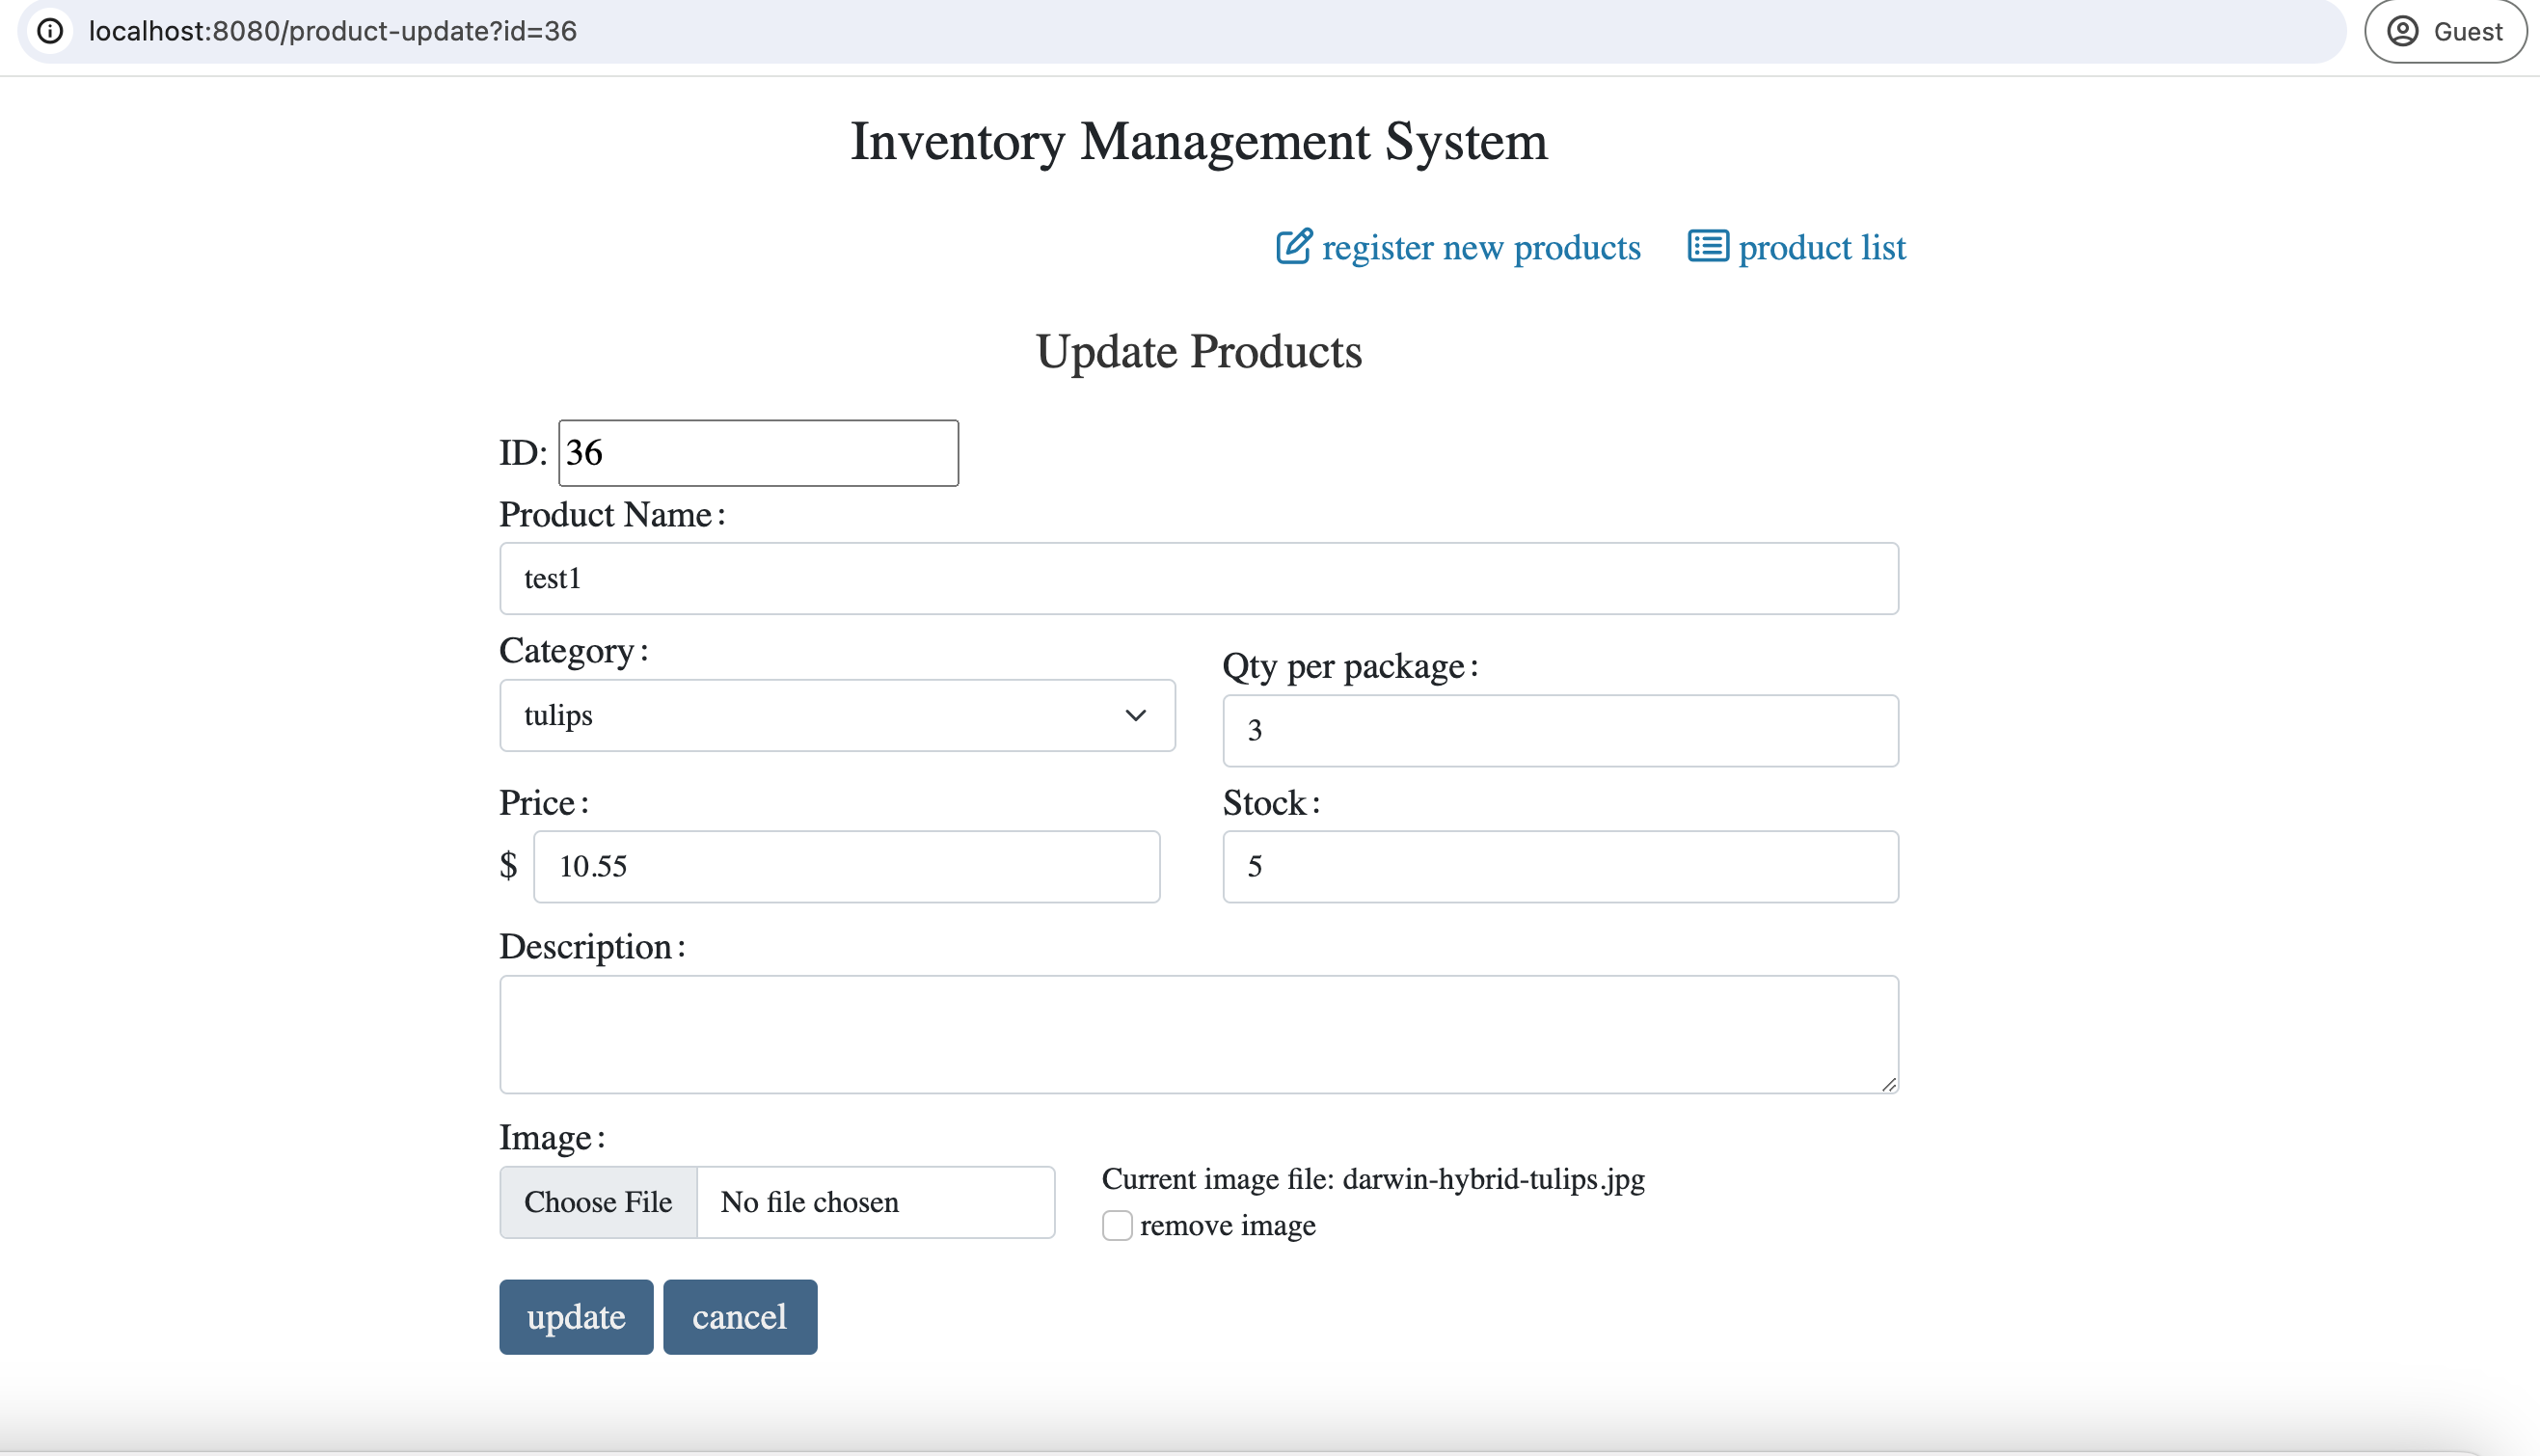 localhost:8080/product-update?id=36
Guest
Inventory Management System
register new products
product list
Update Products
ID: 36
Product Name:
test1
Category:
Qty per package:
tulips
3
Price:
Stock:
$ 10.55
5
Description:
Image:
Choose File
No file chosen
Current image file: darwin-hybrid-tulips.jpg
remove image
update
cancel